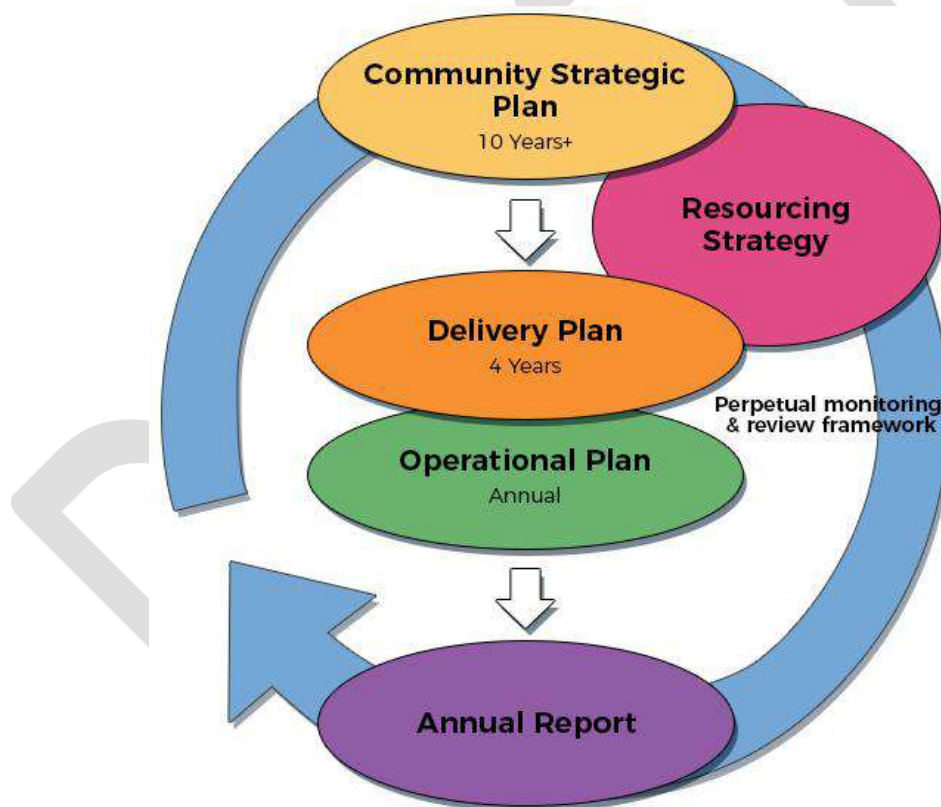 Community Strategic
Plan
10 Years+
Resourcing
Strategy
Delivery Plan
4 Years
Perpetual monitoring
& review framework
Operational Plan
Annual
Annual Report